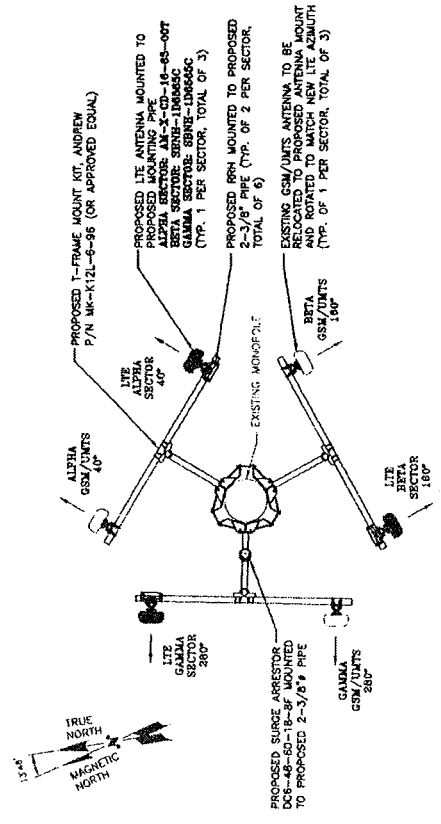 PROPOSED T-FRAME MOUNT KIT, ANDREW
P/N MK-K12L-6-96 (OR APPROVED EQUAL)
PROPOSED LTE ANTENNA MOUNTED TO
PROPOSED MOUNTING PIPE
ALPHA SECTOR: AM-X-CD-16-65-00T
BETA SECTOR: SBNH-1D6565C
GAMMA SECTOR: SBNH-1D6565C
(TYP. 1 PER SECTOR, TOTAL OF 3)
PROPOSED RRH MOUNTED TO PROPOSED
2-3/8" PIPE (TYP. OF 2 PER SECTOR,
TOTAL OF 6)
EXISTING GSM/UMTS ANTENNA TO BE
RELOCATED TO PROPOSED ANTENNA MOUNT
AND ROTATED TO MATCH NEW LTE AZIMUTH
(TYP. OF 1 PER SECTOR, TOTAL OF 3)
ALPHA
GSM/UMTS
40°
LTE
ALPHA
SECTOR
40°
EXISTING MONOPOLE
BETA
GSM/UMTS
160°
LTE
BETA
SECTOR
180°
LTE
GAMMA
SECTOR
280°
GAMMA
GSM/UMTS
280°
PROPOSED SURGE ARRESTOR
DC6-48-60-18-8F MOUNTED
TO PROPOSED 2-3/8"ø PIPE
TRUE
NORTH
MAGNETIC
NORTH